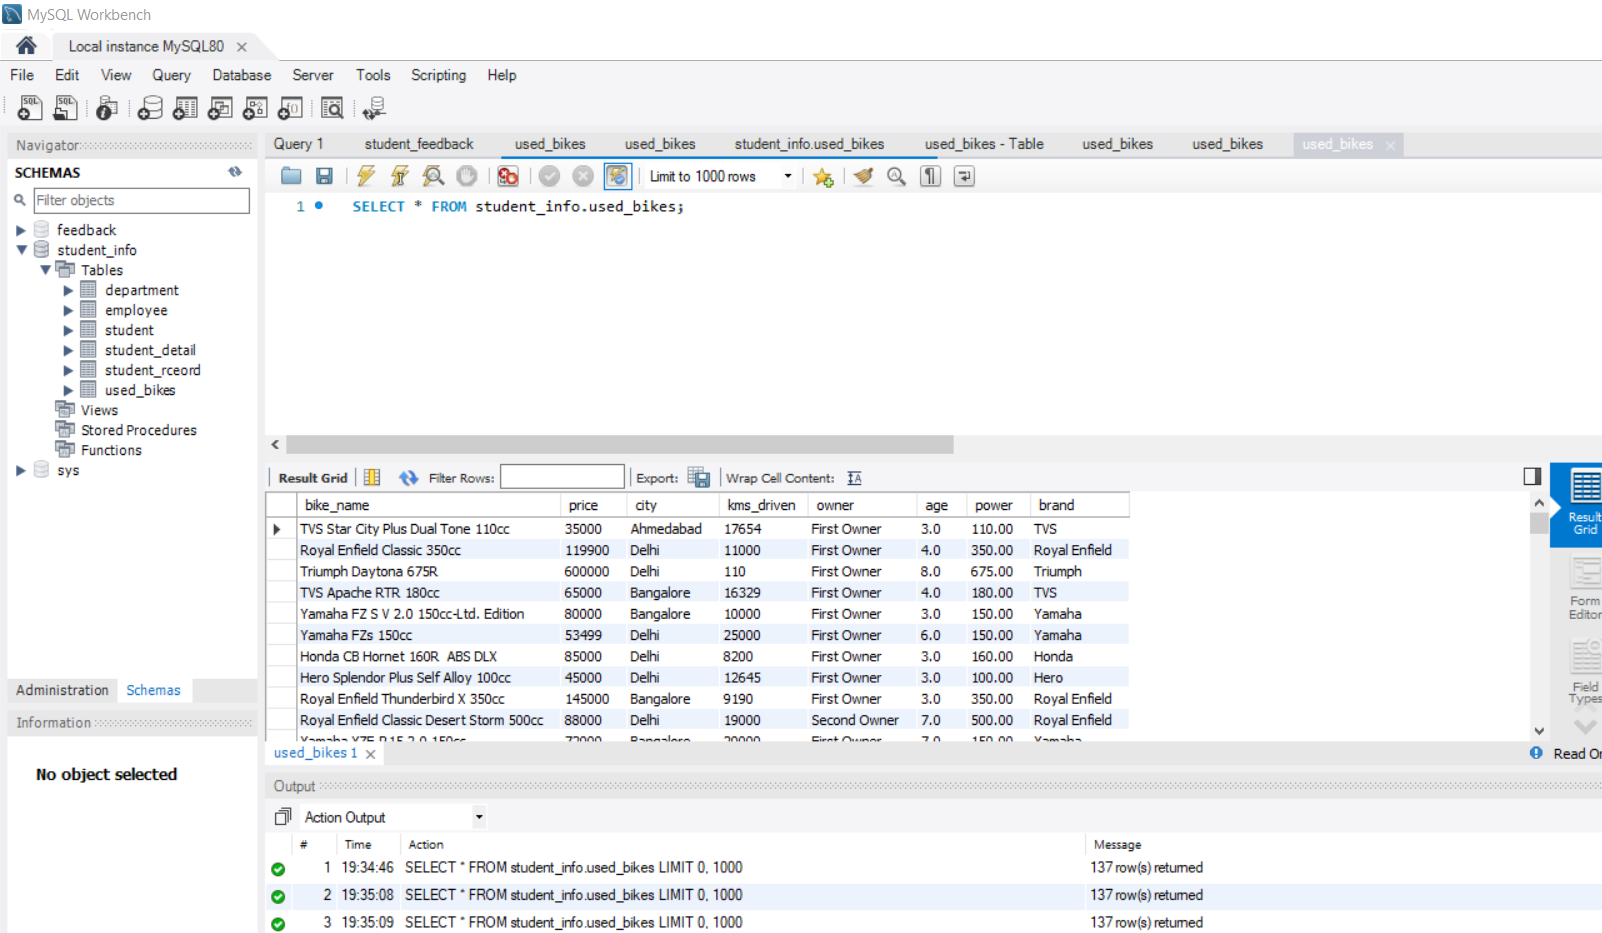 MySQL Workbench
Local instance MySQL80
File Edit View Query Database Server Tools Scripting Help
Navigator
SCHEMAS
Filter objects
feedback
student_info
Tables
department
employee
student
student_detail
student_rceord
used_bikes
Views
Stored Procedures
Functions
sys
Administration Schemas
Information
No object selected
Query 1 student_feedback used_bikes used_bikes student_info.used_bikes used_bikes - Table used_bikes used_bikes used_bikes
Limit to 1000 rows
1 SELECT * FROM student_info.used_bikes;
Result Grid Filter Rows: Export: Wrap Cell Content:
bike_name price city kms_driven owner age power brand
TVS Star City Plus Dual Tone 110cc 35000 Ahmedabad 17654 First Owner 3.0 110.00 TVS
Royal Enfield Classic 350cc 119900 Delhi 11000 First Owner 4.0 350.00 Royal Enfield
Triumph Daytona 675R 600000 Delhi 110 First Owner 8.0 675.00 Triumph
TVS Apache RTR 180cc 65000 Bangalore 16329 First Owner 4.0 180.00 TVS
Yamaha FZ S V 2.0 150cc-Ltd. Edition 80000 Bangalore 10000 First Owner 3.0 150.00 Yamaha
Yamaha FZs 150cc 53499 Delhi 25000 First Owner 6.0 150.00 Yamaha
Honda CB Hornet 160R  ABS DLX 85000 Delhi 8200 First Owner 3.0 160.00 Honda
Hero Splendor Plus Self Alloy 100cc 45000 Delhi 12645 First Owner 3.0 100.00 Hero
Royal Enfield Thunderbird X 350cc 145000 Bangalore 9190 First Owner 3.0 350.00 Royal Enfield
Royal Enfield Classic Desert Storm 500cc 88000 Delhi 19000 Second Owner 7.0 500.00 Royal Enfield
Result
Grid
Form
Editor
Field
Types
used_bikes 1
Read
Output
Action Output
# Time Action Message
1 19:34:46 SELECT * FROM student_info.used_bikes LIMIT 0, 1000 137 row(s) returned
2 19:35:08 SELECT * FROM student_info.used_bikes LIMIT 0, 1000 137 row(s) returned
3 19:35:09 SELECT * FROM student_info.used_bikes LIMIT 0, 1000 137 row(s) returned